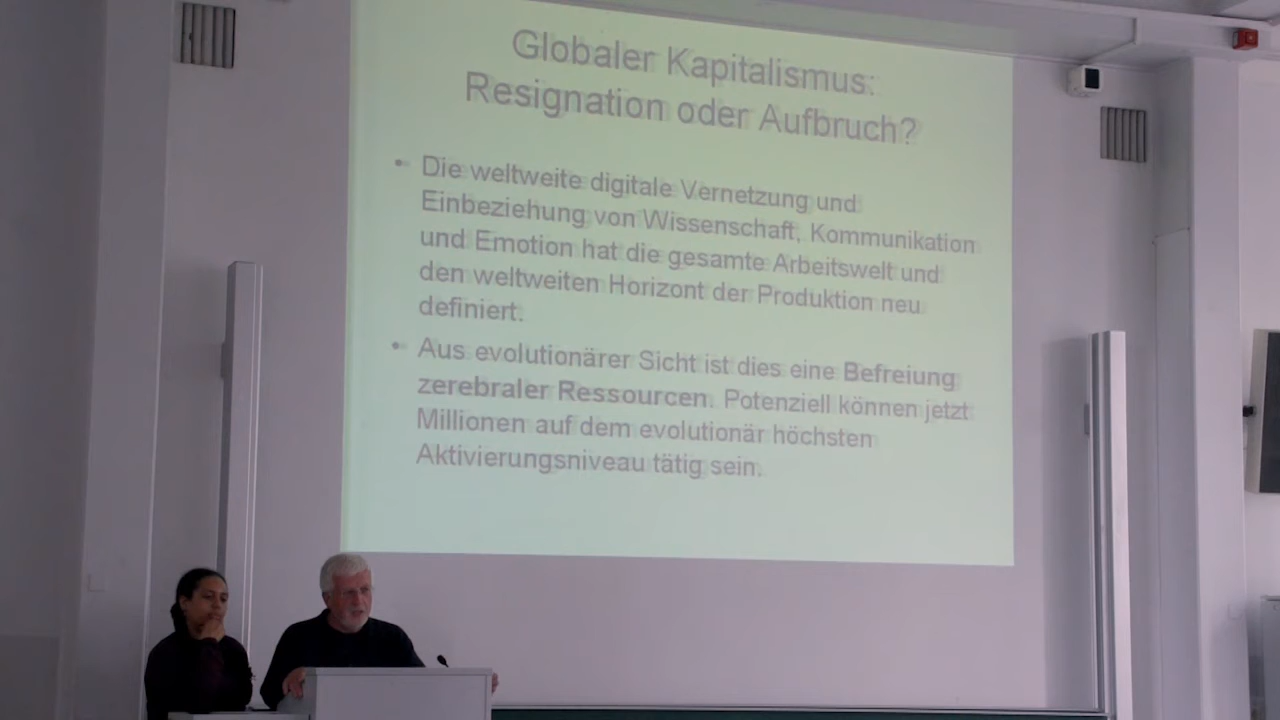 Globaler Kapitalismus:
Resignation oder Aufbruch?
• Die weltweite digitale Vernetzung und
Einbeziehung von Wissenschaft, Kommunikation
und Emotion hat die gesamte Arbeitswelt und
den weltweiten Horizont der Produktion neu
definiert.
• Aus evolutionärer Sicht ist dies eine Befreiung
zerebraler Ressourcen. Potenziell können jetzt
Millionen auf dem evolutionär höchsten
Aktivierungsniveau tätig sein.